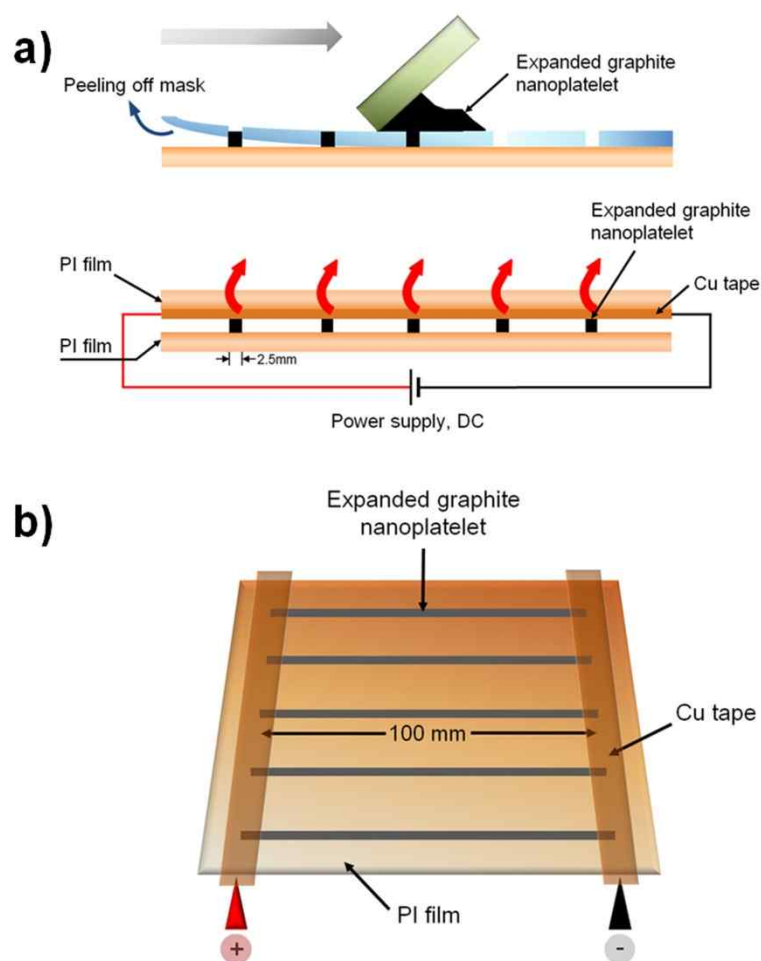 a)
Peeling off mask
Expanded graphite
nanoplatelet
Expanded graphite
nanoplatelet
PI film
Cu tape
PI film
2.5mm
Power supply, DC
b)
Expanded graphite
nanoplatelet
100 mm
Cu tape
PI film
+
-